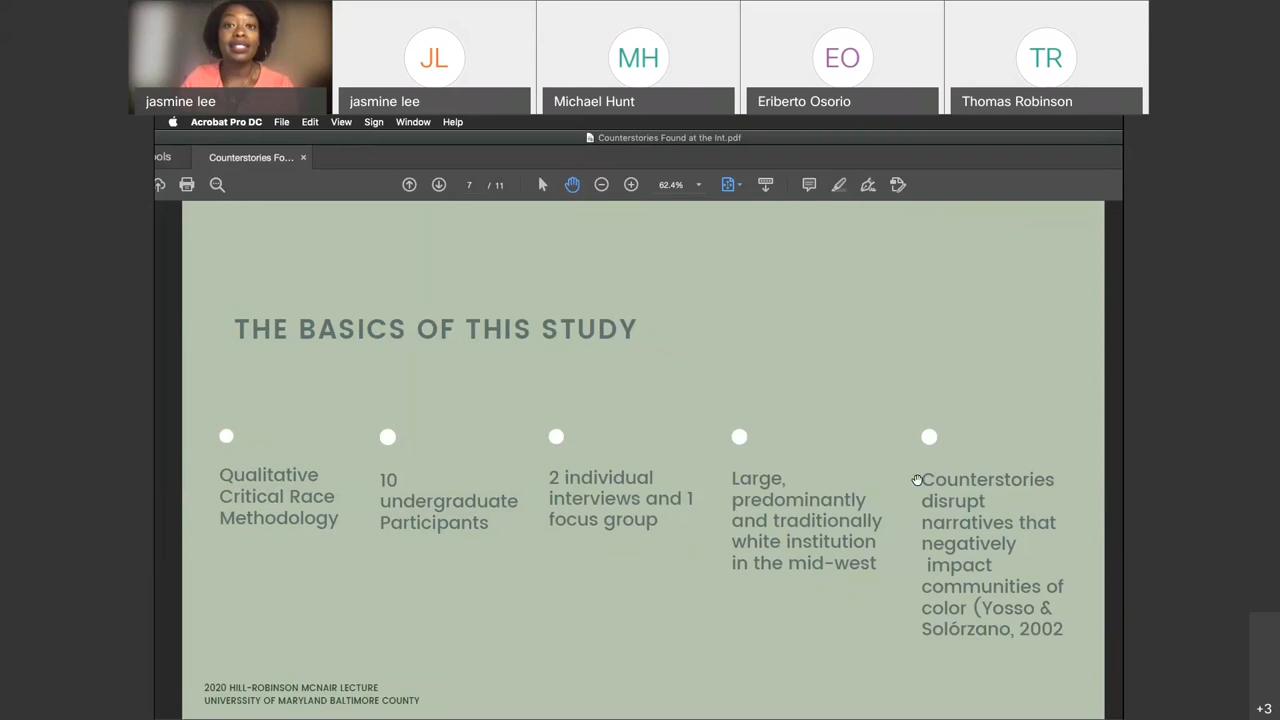 JL
MH
EO
TR
jasmine lee
jasmine lee
Michael Hunt
Eriberto Osorio
Thomas Robinson
Acrobat Pro DC File Edit View Sign Window Help
Counterstories Found at the Int.pdf
ools
Counterstories Fo... ×
7 / 11
62.4%
THE BASICS OF THIS STUDY
Qualitative
Critical Race
Methodology
10
undergraduate
Participants
2 individual
interviews and 1
focus group
Large,
predominantly
and traditionally
white institution
in the mid-west
Counterstories
disrupt
narratives that
negatively
impact
communities of
color (Yosso &
Solórzano, 2002
2020 HILL-ROBINSON MCNAIR LECTURE
UNIVERSSITY OF MARYLAND BALTIMORE COUNTY
+3